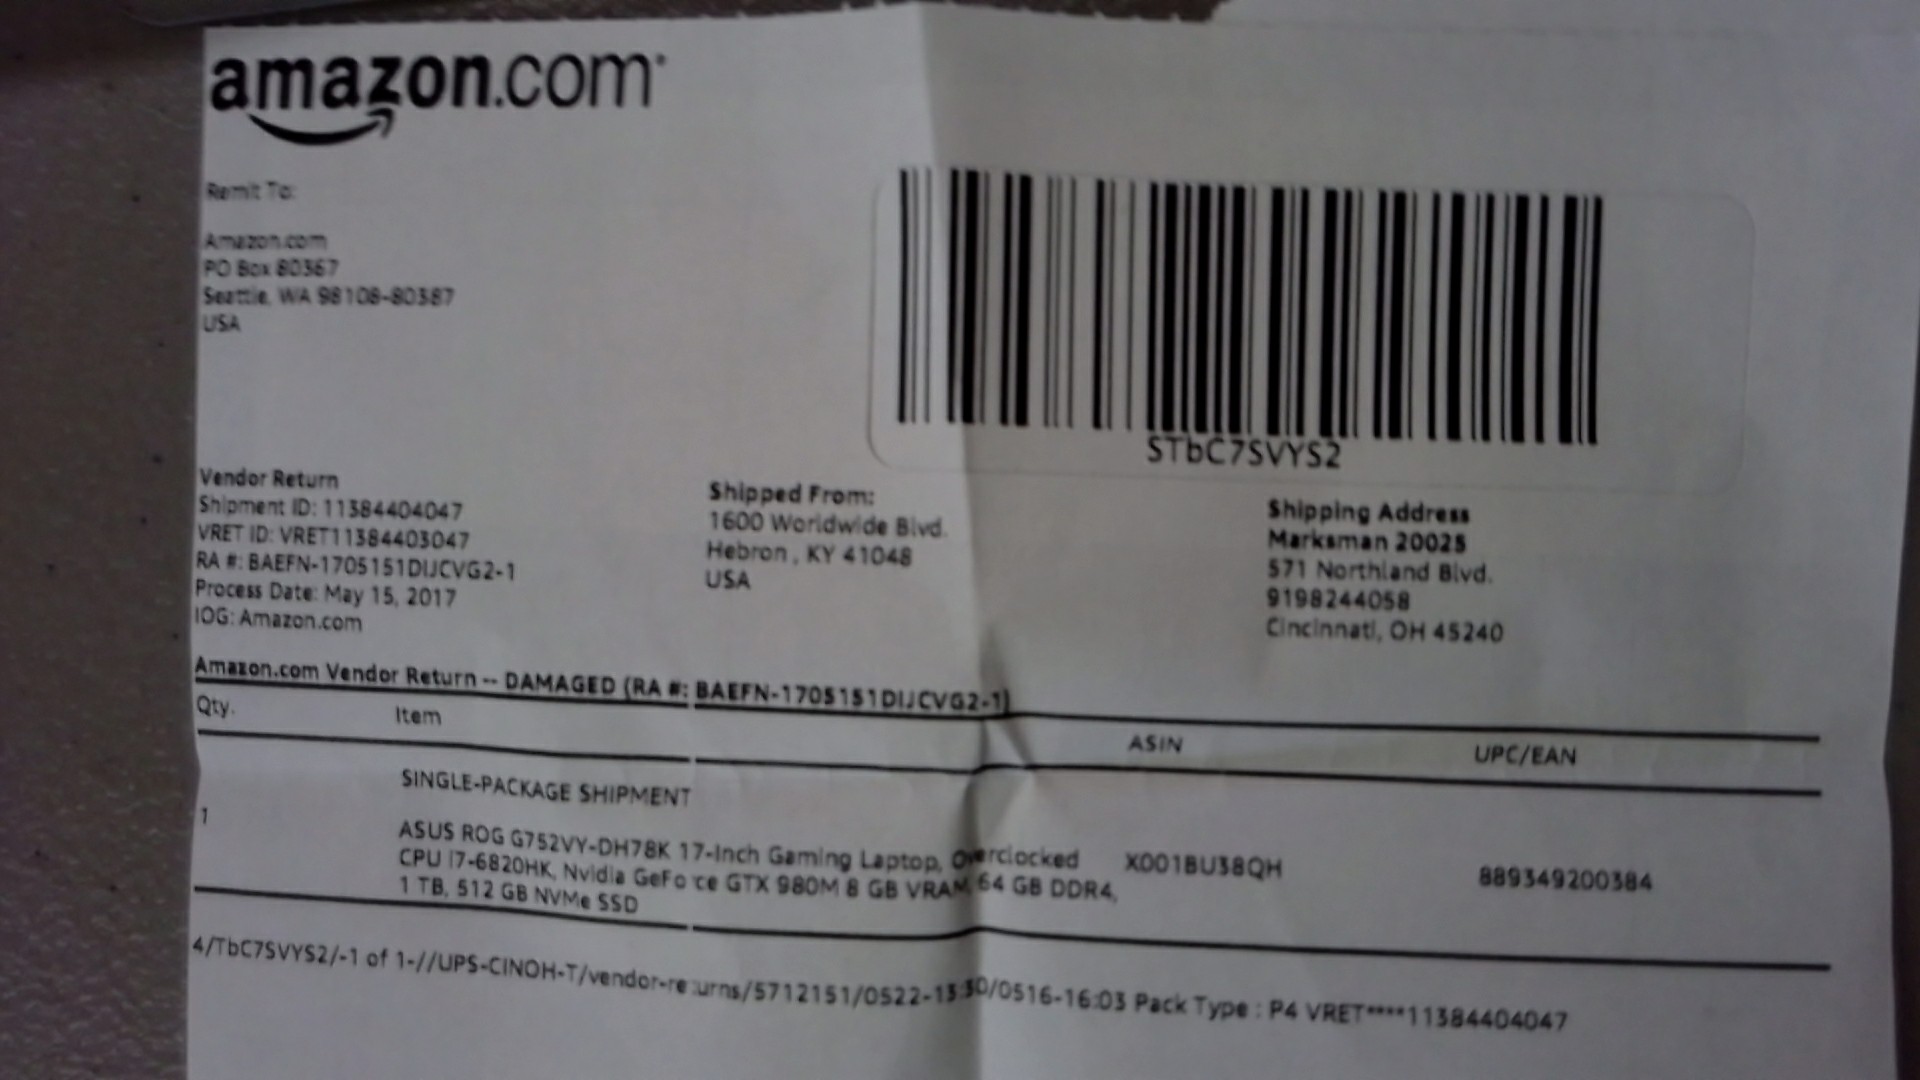 amazon.com
Remit To:
Amazon.com
PO Box 80387
Seattle, WA 98108-80387
USA
STbC7SVYS2
Vendor Return
Shipment ID: 11384404047
VRET ID: VRET11384403047
RA #: BAEFN-1705151DIJCVG2-1
Process Date: May 15, 2017
IOG: Amazon.com
Shipped From:
1600 Worldwide Blvd.
Hebron , KY 41048
USA
Shipping Address
Marksman 20025
571 Northland Blvd.
9198244058
Cincinnati, OH 45240
Amazon.com Vendor Return -- DAMAGED (RA #: BAEFN-1705151DIJCVG2-1)
Qty. Item ASIN UPC/EAN
SINGLE-PACKAGE SHIPMENT
1 ASUS ROG G752VY-DH78K 17-Inch Gaming Laptop, Overclocked X001BU38QH 889349200384
CPU i7-6820HK, Nvidia GeForce GTX 980M 8 GB VRAM, 64 GB DDR4,
1 TB, 512 GB NVMe SSD
4/TbC7SVYS2/-1 of 1-//UPS-CINOH-T/vendor-returns/5712151/0522-13:30/0516-16:03 Pack Type : P4 VRET****11384404047